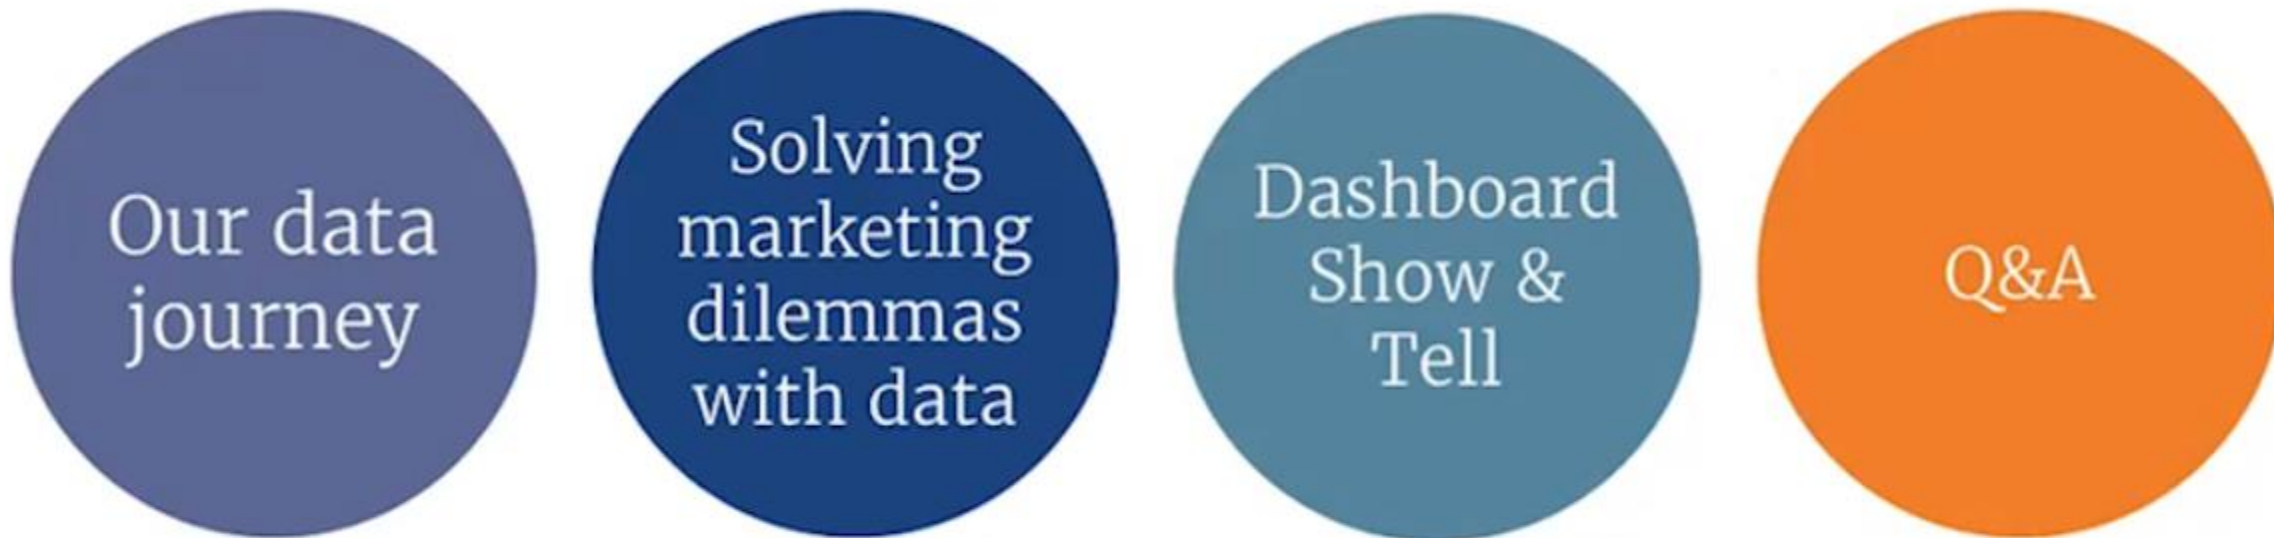 Our data
journey
Solving
marketing
dilemmas
with data
Dashboard
Show &
Tell
Q&A